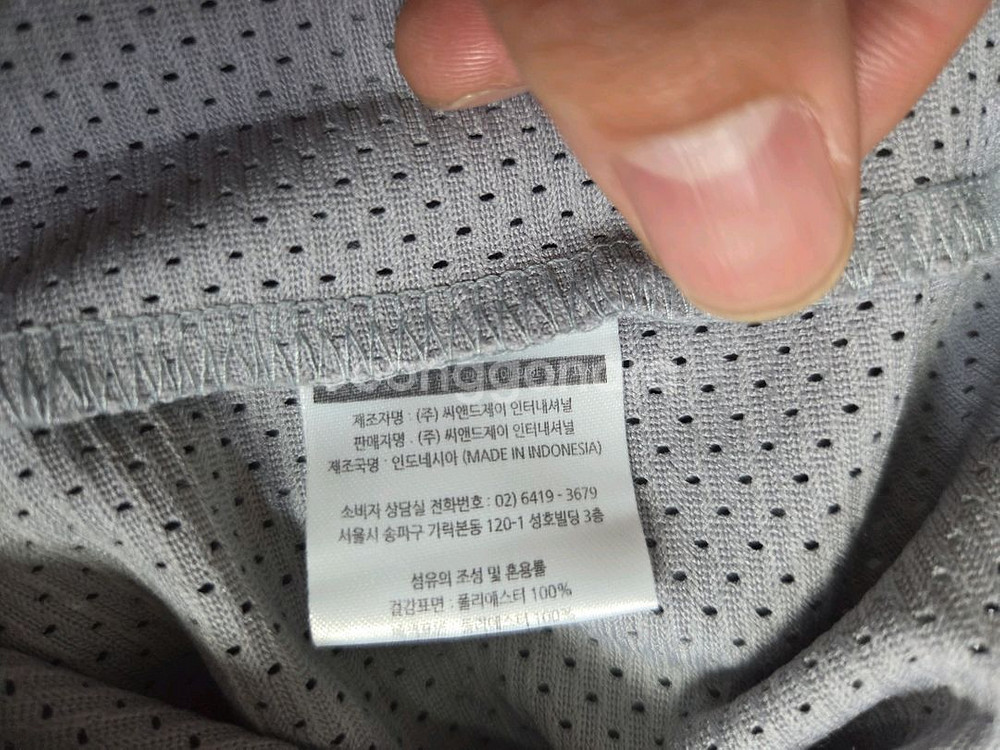 joonggonara
제조자명 : (주) 씨앤드제이 인터내셔널
판매자명 . (주) 씨앤드제이 인터내셔널
제조국명 · 인도네시아 (MADE IN INDONESIA)
소비자 상담실 전화번호 : 02) 6419 - 3679
서울시 송파구 가락본동 120-1 성호빌딩 3층
섬유의 조성 및 혼용률
겉감표면 : 폴리에스터 100%